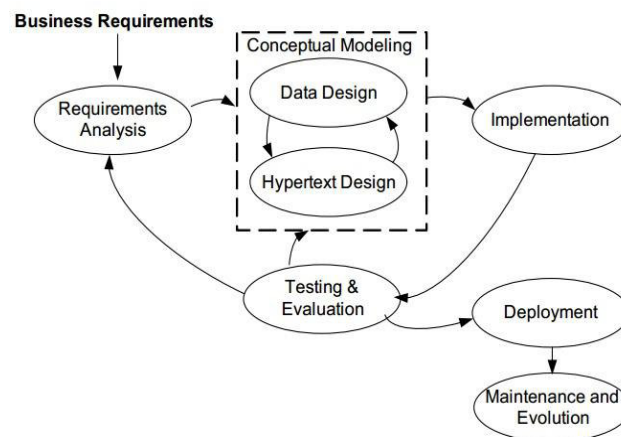 Business Requirements
Conceptual Modeling
Requirements
Analysis
Data Design
Implementation
Hypertext Design
Testing &
Evaluation
Deployment
Maintenance and
Evolution